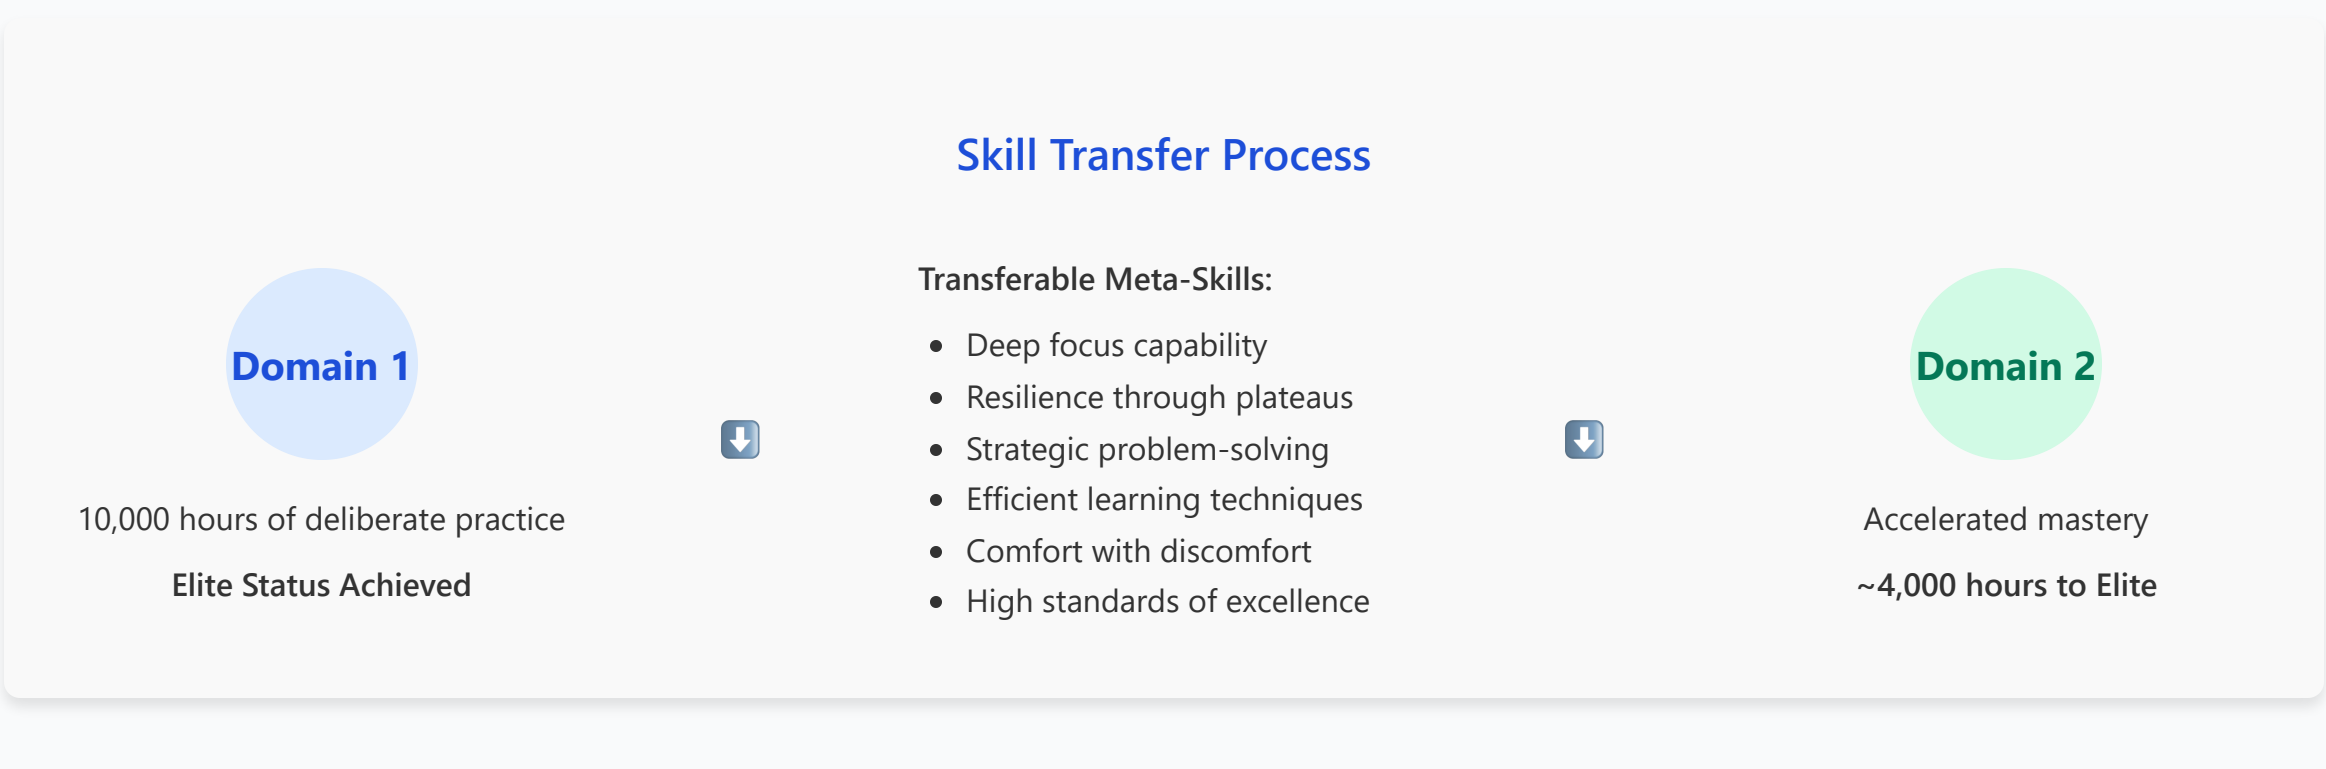 Skill Transfer Process
Domain 1
10,000 hours of deliberate practice
Elite Status Achieved
Transferable Meta-Skills:
Deep focus capability
Resilience through plateaus
Strategic problem-solving
Efficient learning techniques
Comfort with discomfort
High standards of excellence
Domain 2
Accelerated mastery
~4,000 hours to Elite